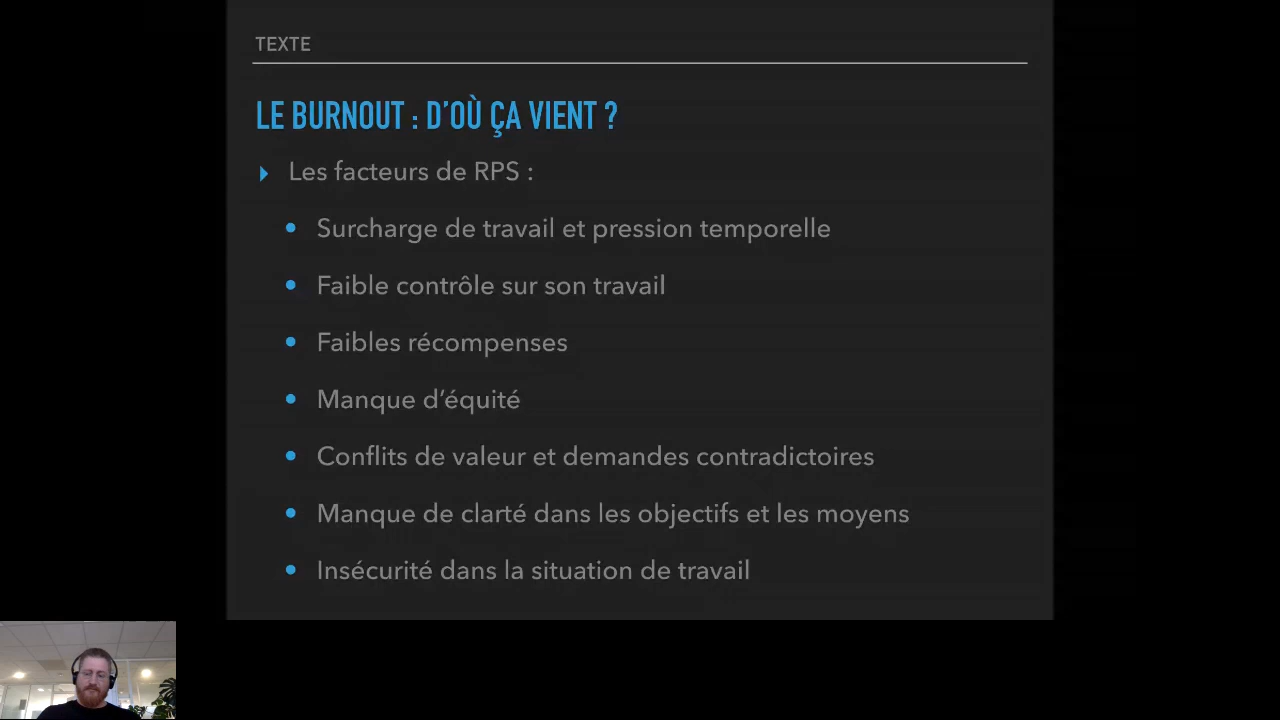 TEXTE
LE BURNOUT : D'OÙ ÇA VIENT ?
Les facteurs de RPS :
Surcharge de travail et pression temporelle
Faible contrôle sur son travail
Faibles récompenses
Manque d'équité
Conflits de valeur et demandes contradictoires
Manque de clarté dans les objectifs et les moyens
Insécurité dans la situation de travail